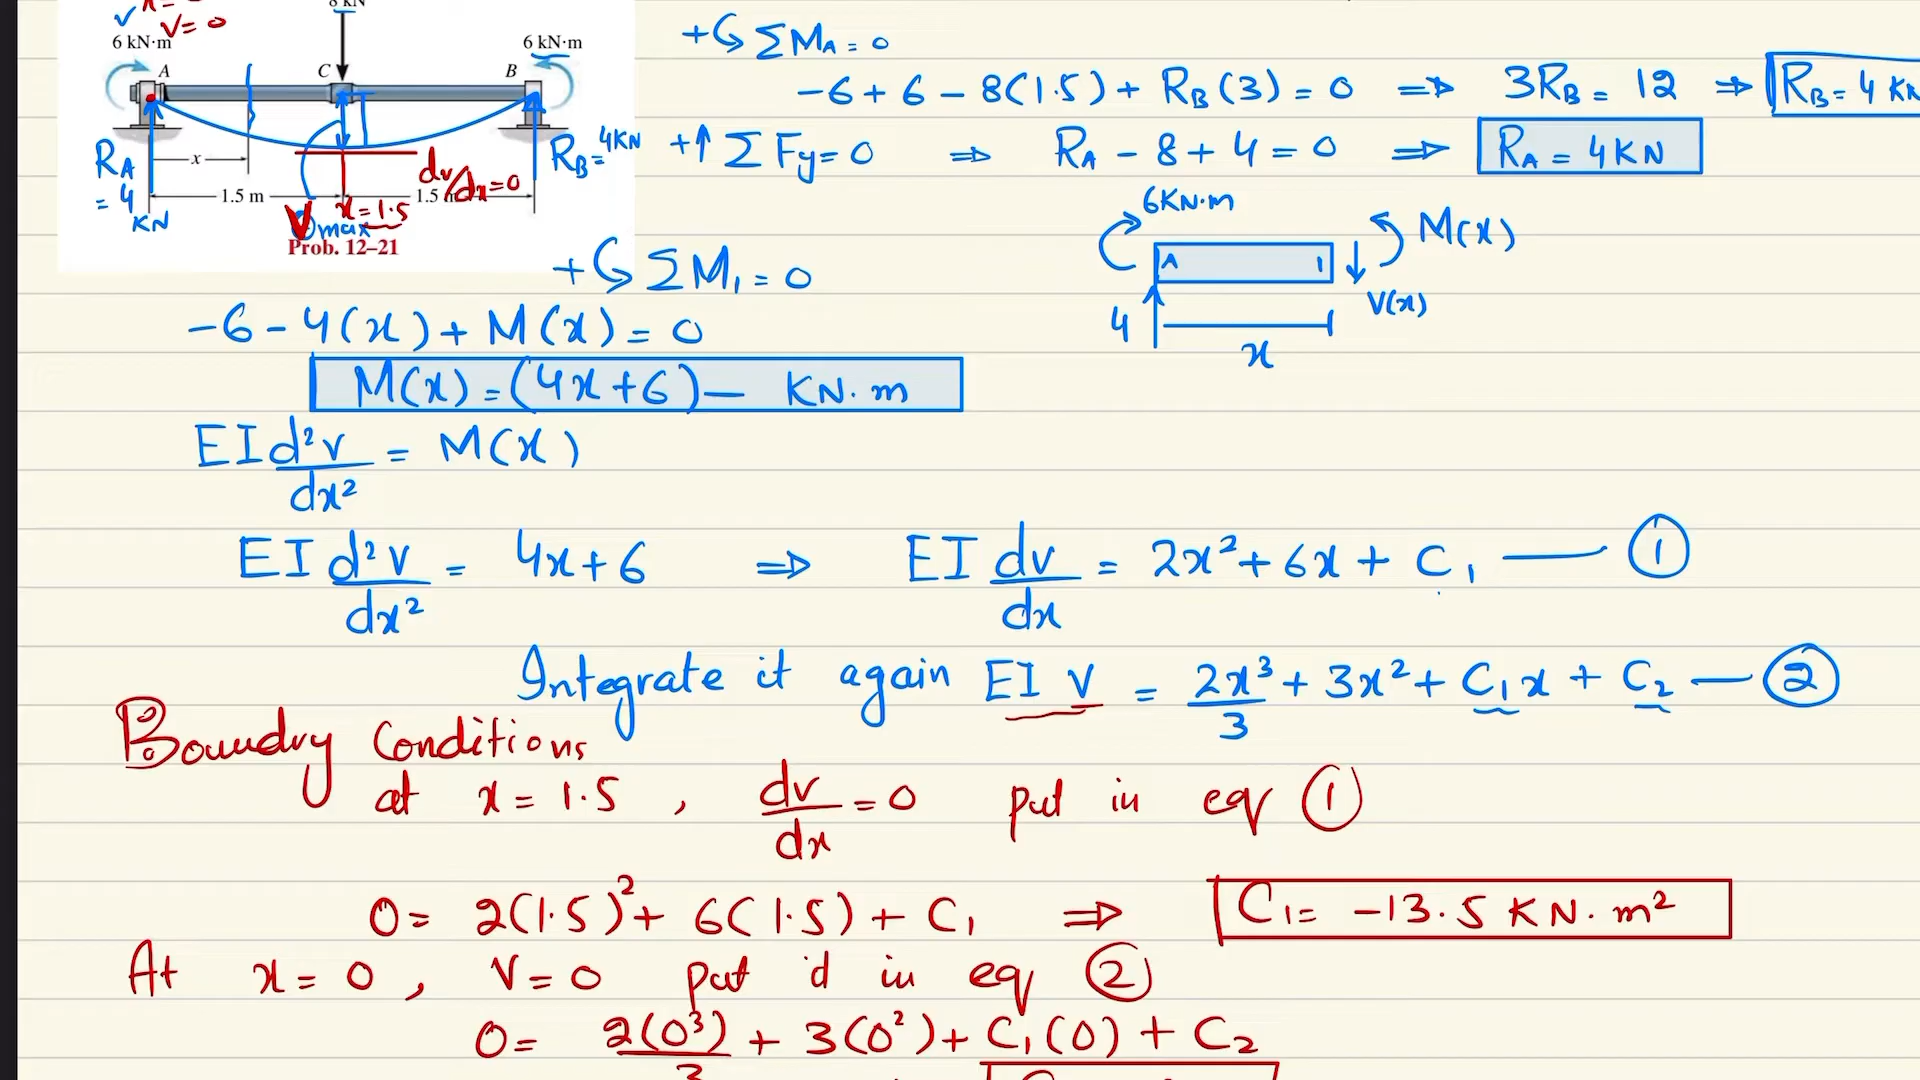 x=
V=0
8 kN
6 kN·m
6 kN·m
A
C
B
RA = 4 KN
x
dv/dx=0
RB=4KN
1.5 m
x=1.5
1.5
Vmax
Prob. 12–21
+ ΣMA = 0
-6+6-8(1.5)+RB(3)=0 ⇒ 3RB = 12 ⇒ RB=4 KN
+↑ ΣFy=0 ⇒ RA - 8 + 4 = 0 ⇒ RA = 4KN
6KN·m
M(x)
A
1
V(x)
4
x
+ ΣM1 = 0
-6-4(x)+M(x)=0
M(x)=(4x+6)— KN.m
EI d²v/dx² = M(x)
EI d²v/dx² = 4x+6 ⇒ EI dv/dx = 2x²+6x+C1 — ①
Integrate it again EI V = 2x³/3 + 3x² + C1x + C2 — ②
Boundry Conditions
at x = 1.5 , dv/dx = 0 put in eq ①
0= 2(1.5)²+ 6(1.5) + C1 ⇒ C1= -13.5 KN.m²
At x=0 , V=0 put 'd in eq ②
0= 2(0³)/3 + 3(0²)+ C1(0) + C2